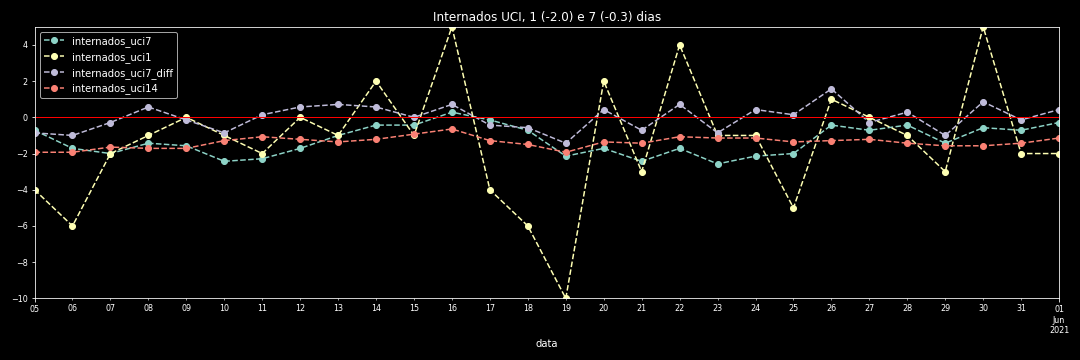 Internados UCI, 1 (-2.0) e 7 (-0.3) dias
internados_uci7
internados_uci1
internados_uci7_diff
internados_uci14
4
2
0
−2
−4
−6
−8
−10
05 06 07 08 09 10 11 12 13 14 15 16 17 18 19 20 21 22 23 24 25 26 27 28 29 30 31 01
Jun
2021
data